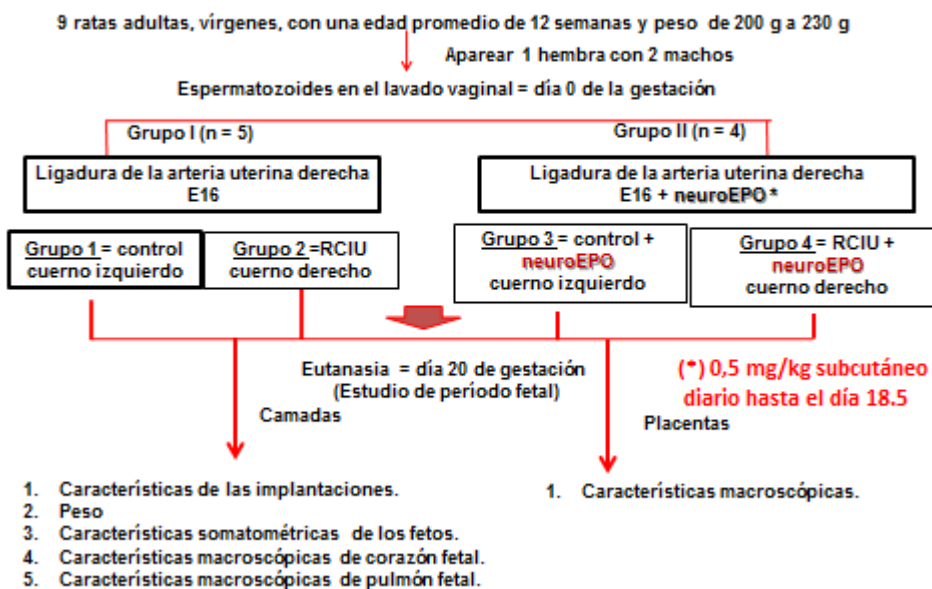 9 ratas adultas, vírgenes, con una edad promedio de 12 semanas y peso de 200 g a 230 g
Aparear 1 hembra con 2 machos
Espermatozoides en el lavado vaginal = día 0 de la gestación
Grupo I (n = 5)
Grupo II (n = 4)
Ligadura de la arteria uterina derecha
E16
Ligadura de la arteria uterina derecha
E16 + neuroEPO *
Grupo 1 = control
cuerno izquierdo
Grupo 2 =RCIU
cuerno derecho
Grupo 3 = control +
neuroEPO
cuerno izquierdo
Grupo 4 = RCIU +
neuroEPO
cuerno derecho
Eutanasia = día 20 de gestación
(Estudio de período fetal)
(*) 0,5 mg/kg subcutáneo
diario hasta el día 18.5
Camadas
Placentas
1. Características de las implantaciones.
2. Peso
3. Características somatométricas de los fetos.
4. Características macroscópicas de corazón fetal.
5. Características macroscópicas de pulmón fetal.
1. Características macroscópicas.